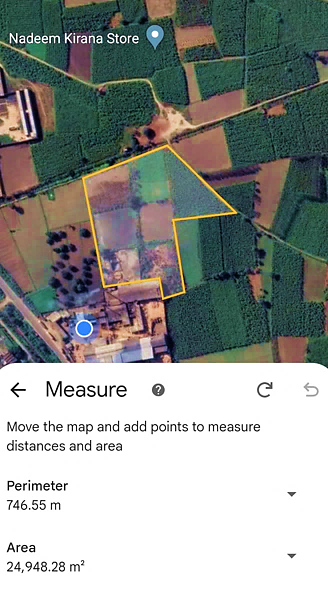 Nadeem Kirana Store
Measure
Move the map and add points to measure
distances and area
Perimeter
746.55 m
Area
24,948.28 m²